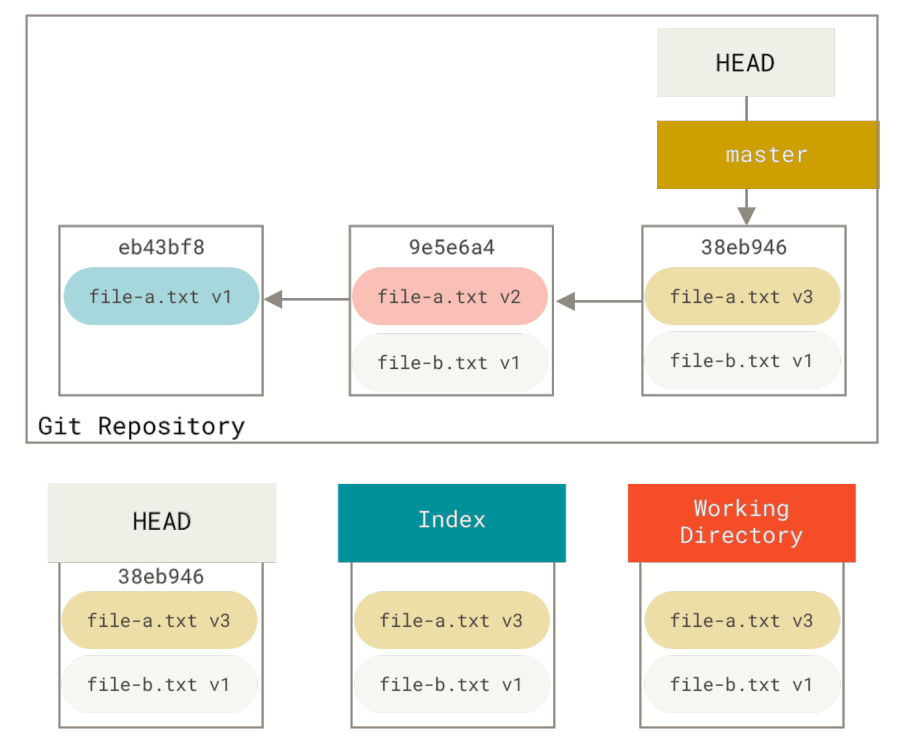 HEAD
master
eb43bf8
9e5e6a4
38eb946
file-a.txt v1
file-a.txt v2
file-a.txt v3
file-b.txt v1
file-b.txt v1
Git Repository
HEAD
Index
Working
Directory
38eb946
file-a.txt v3
file-a.txt v3
file-a.txt v3
file-b.txt v1
file-b.txt v1
file-b.txt v1